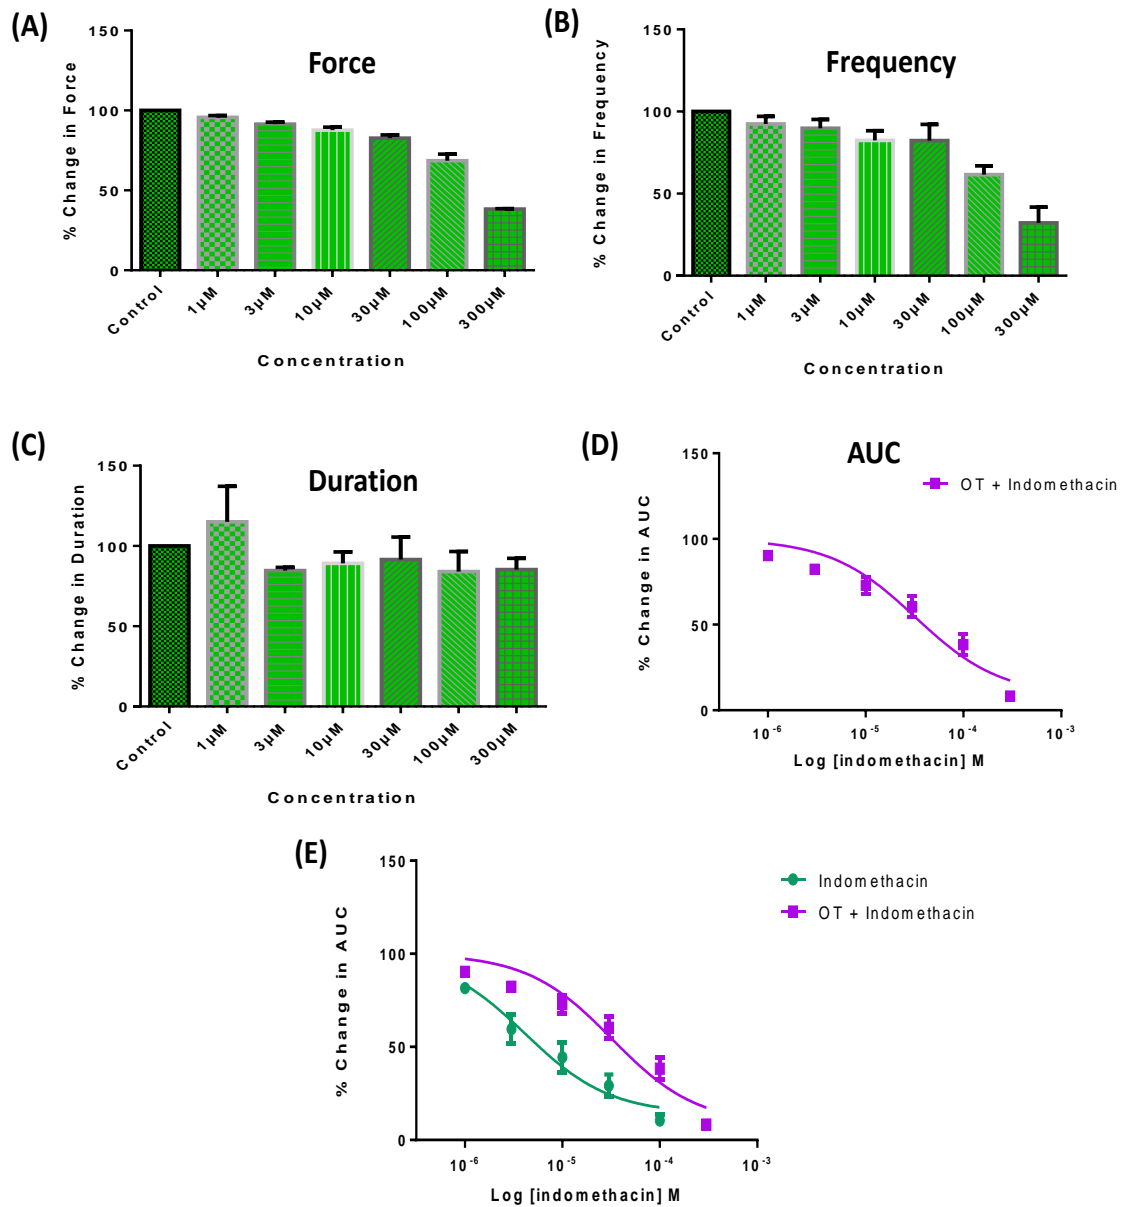 (A)
Force
% Change in Force
150
100
50
0
Control
1µM
3µM
10µM
30µM
100µM
300µM
Concentration
(B)
Frequency
% Change in Frequency
150
100
50
0
Control
1µM
3µM
10µM
30µM
100µM
300µM
Concentration
(C)
Duration
% Change in Duration
150
100
50
0
Control
1µM
3µM
10µM
30µM
100µM
300µM
Concentration
(D)
AUC
OT + Indomethacin
% Change in AUC
150
100
50
0
10-6
10-5
10-4
10-3
Log [indomethacin] M
(E)
Indomethacin
OT + Indomethacin
% Change in AUC
150
100
50
0
10-6
10-5
10-4
10-3
Log [indomethacin] M